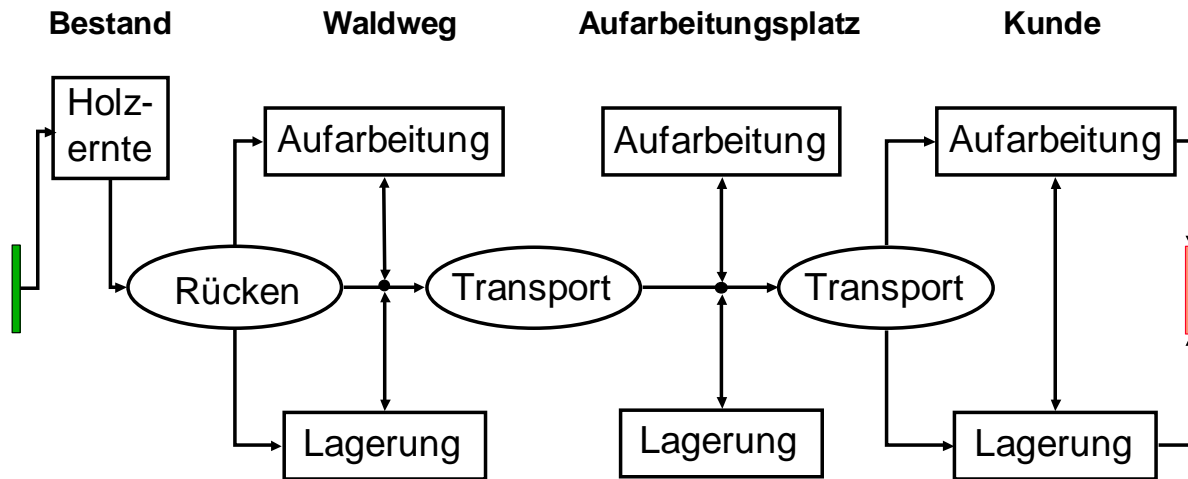 Bestand
Waldweg
Aufarbeitungsplatz
Kunde
Holz-
ernte
Aufarbeitung
Aufarbeitung
Aufarbeitung
Rücken
Transport
Transport
Lagerung
Lagerung
Lagerung